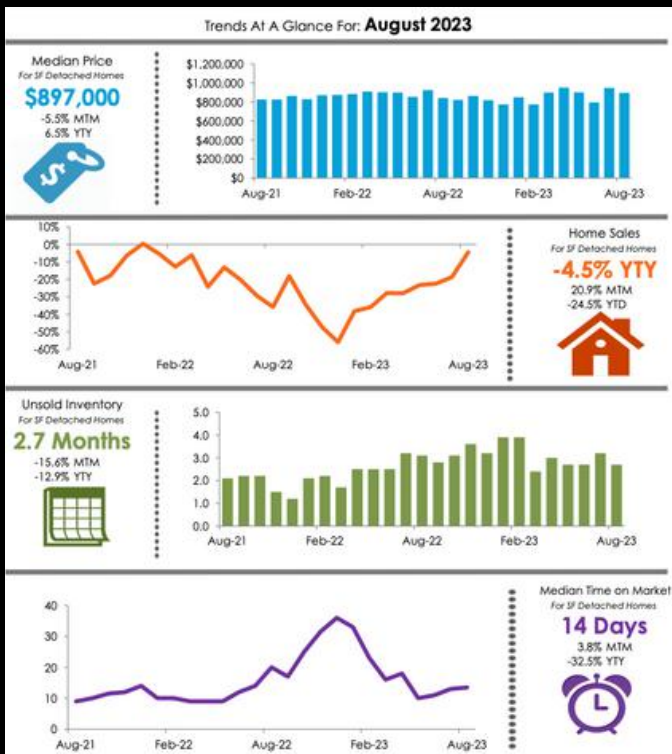 Trends At A Glance For: August 2023
Median Price
For SF Detached Homes
$897,000
-5.5% MTM
6.5% YTY
$
$1,200,000
$1,000,000
$800,000
$600,000
$400,000
$200,000
$0
Aug-21 Feb-22 Aug-22 Feb-23 Aug-23
10%
0%
-10%
-20%
-30%
-40%
-50%
-60%
Aug-21 Feb-22 Aug-22 Feb-23 Aug-23
Home Sales
For SF Detached Homes
-4.5% YTY
20.9% MTM
-24.5% YTD
Unsold Inventory
For SF Detached Homes
2.7 Months
-15.6% MTM
-12.9% YTY
5.0
4.0
3.0
2.0
1.0
0.0
Aug-21 Feb-22 Aug-22 Feb-23 Aug-23
40
30
20
10
0
Aug-21 Feb-22 Aug-22 Feb-23 Aug-23
Median Time on Market
For SF Detached Homes
14 Days
3.8% MTM
-32.5% YTY